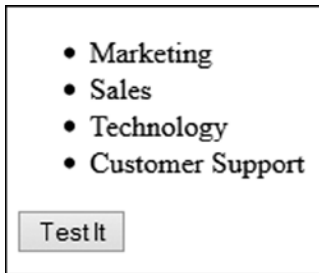 Marketing
Sales
Technology
Customer Support
Test It